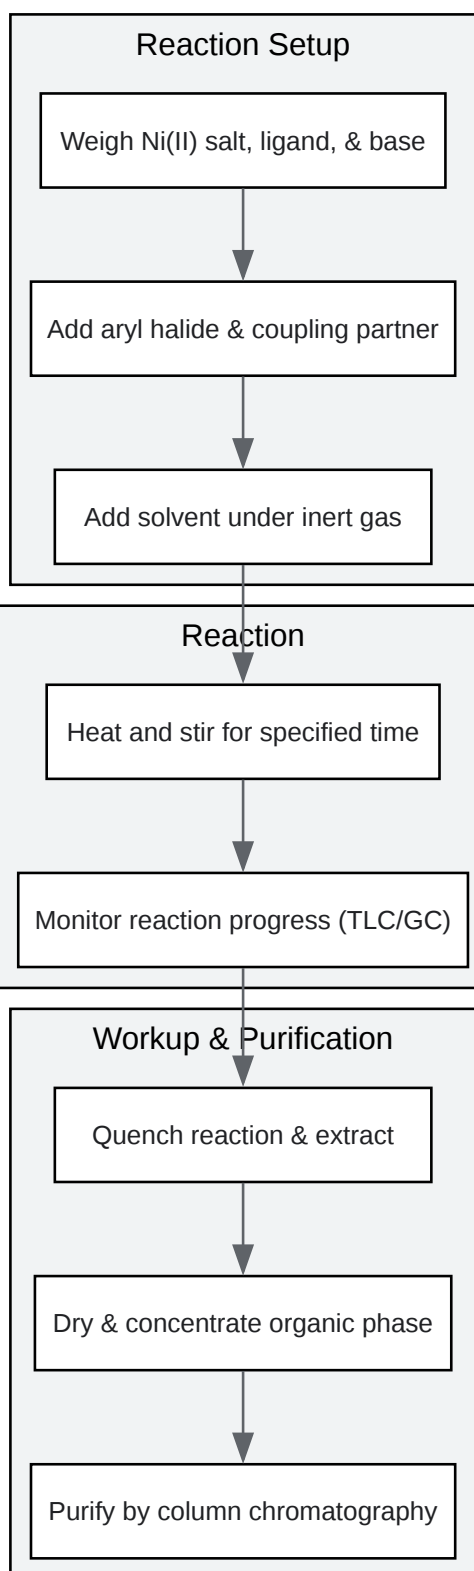 Reaction Setup
Weigh Ni(II) salt, ligand, & base
Add aryl halide & coupling partner
Add solvent under inert gas
Reaction
Heat and stir for specified time
Monitor reaction progress (TLC/GC)
Workup & Purification
Quench reaction & extract
Dry & concentrate organic phase
Purify by column chromatography